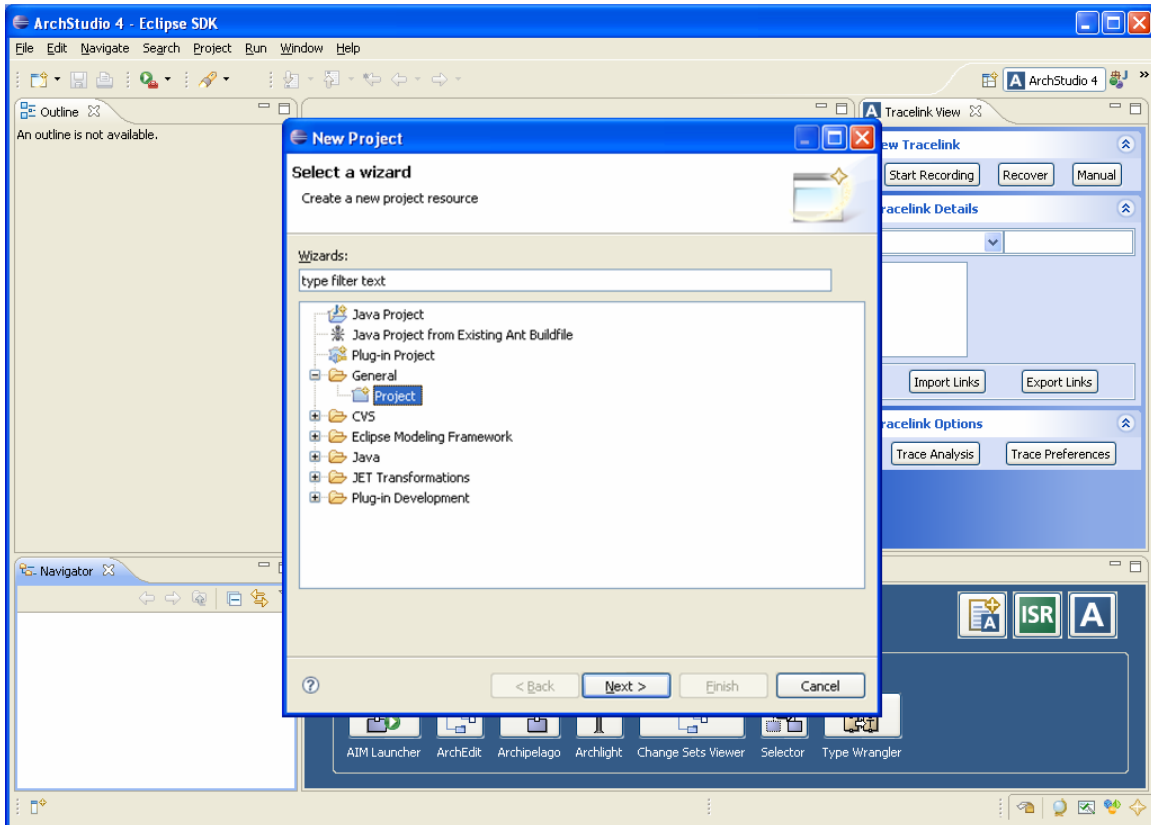 ArchStudio 4 - Eclipse SDK
File Edit Navigate Search Project Run Window Help
A ArchStudio 4 »
Outline
An outline is not available.
New Project
Select a wizard
Create a new project resource
Wizards:
type filter text
Java Project
Java Project from Existing Ant Buildfile
Plug-in Project
General
Project
CVS
Eclipse Modeling Framework
Java
JET Transformations
Plug-in Development
< Back Next > Finish Cancel
A Tracelink View
ew Tracelink
Start Recording Recover Manual
racelink Details
Import Links Export Links
racelink Options
Trace Analysis Trace Preferences
Navigator
A ISR A
AIM Launcher ArchEdit Archipelago Archlight Change Sets Viewer Selector Type Wrangler